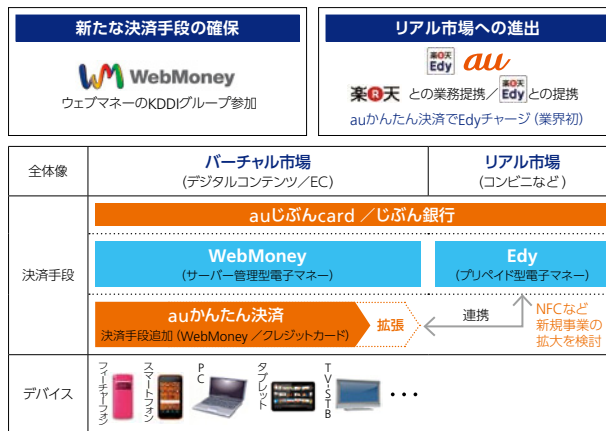 新たな決済手段の確保
WebMoney
ウェブマネーのKDDIグループ参加
リアル市場への進出
楽天 Edy au
楽天 との業務提携／楽天 Edyとの提携
auかんたん決済でEdyチャージ（業界初）
全体像
バーチャル市場
（デジタルコンテンツ／EC）
リアル市場
（コンビニなど）
決済手段
auじぶんcard ／じぶん銀行
WebMoney
（サーバー管理型電子マネー）
Edy
（プリペイド型電子マネー）
auかんたん決済
決済手段追加（WebMoney／クレジットカード）
拡張
連携
NFCなど
新規事業の
拡大を検討
デバイス
フィーチャーフォン
スマートフォン
PC
タブレット
TV・STB
・・・